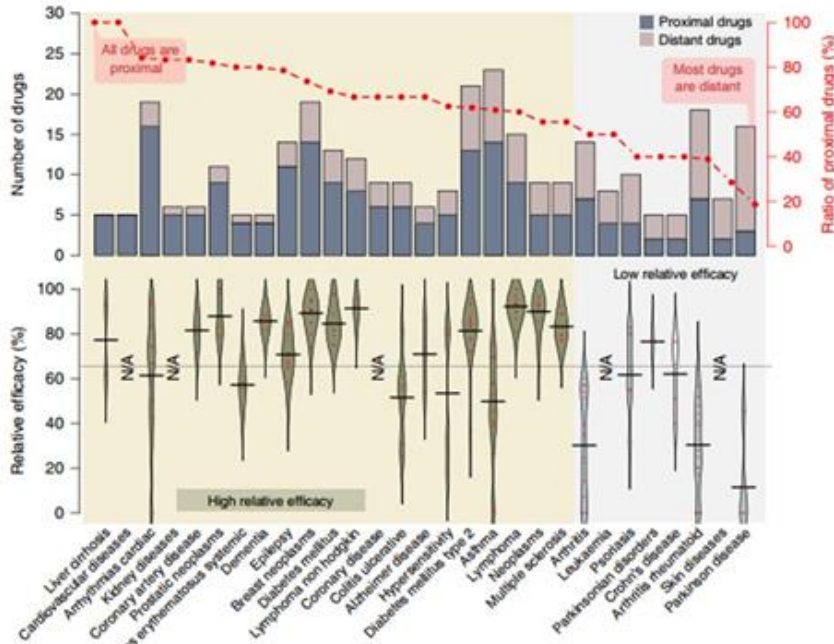 30
25
20
15
10
5
0
Number of drugs
All drugs are
proximal
Proximal drugs
Distant drugs
Most drugs
are distant
100
80
60
40
20
0
Ratio of proximal drugs (%)
Low relative efficacy
100
80
60
40
20
0
Relative efficacy (%)
N/A
N/A
N/A
N/A
N/A
High relative efficacy
Liver cirrhosis
Cardiovascular diseases
Arrhythmias cardiac
Kidney diseases
Coronary artery disease
Prostatic neoplasms
erythematosus systemic
Dementia
Epilepsy
Breast neoplasms
Diabetes mellitus
Lymphoma non hodgkin
Coronary disease
Colitis ulcerative
Alzheimer disease
Hypersensitivity
Diabetes mellitus type 2
Asthma
Lymphoma
Neoplasms
Multiple sclerosis
Arthritis
Leukaemia
Psoriasis
Parkinsonian disorders
Crohn's disease
Arthritis rheumatoid
Skin diseases
Parkinson disease